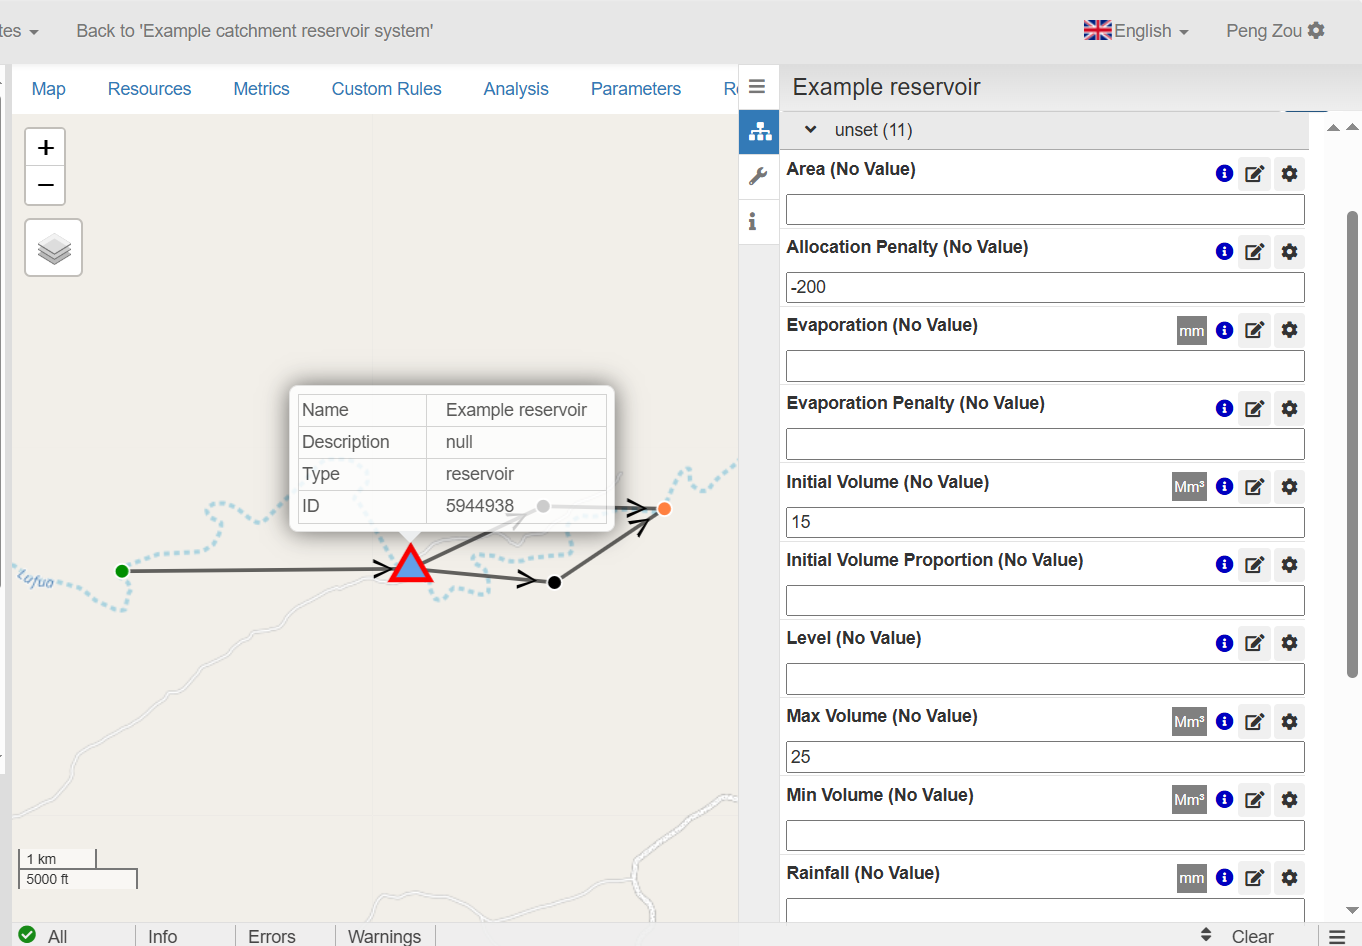 tes
Back to 'Example catchment reservoir system'
English
Peng Zou
Map
Resources
Metrics
Custom Rules
Analysis
Parameters
Example reservoir
unset (11)
Area (No Value)
Allocation Penalty (No Value)
-200
Evaporation (No Value)
mm
Evaporation Penalty (No Value)
Initial Volume (No Value)
Mm³
15
Initial Volume Proportion (No Value)
Level (No Value)
Max Volume (No Value)
Mm³
25
Min Volume (No Value)
Mm³
Rainfall (No Value)
mm
+
−
Name Example reservoir
Description null
Type reservoir
ID 5944938
Lufua
1 km
5000 ft
All
Info
Errors
Warnings
Clear